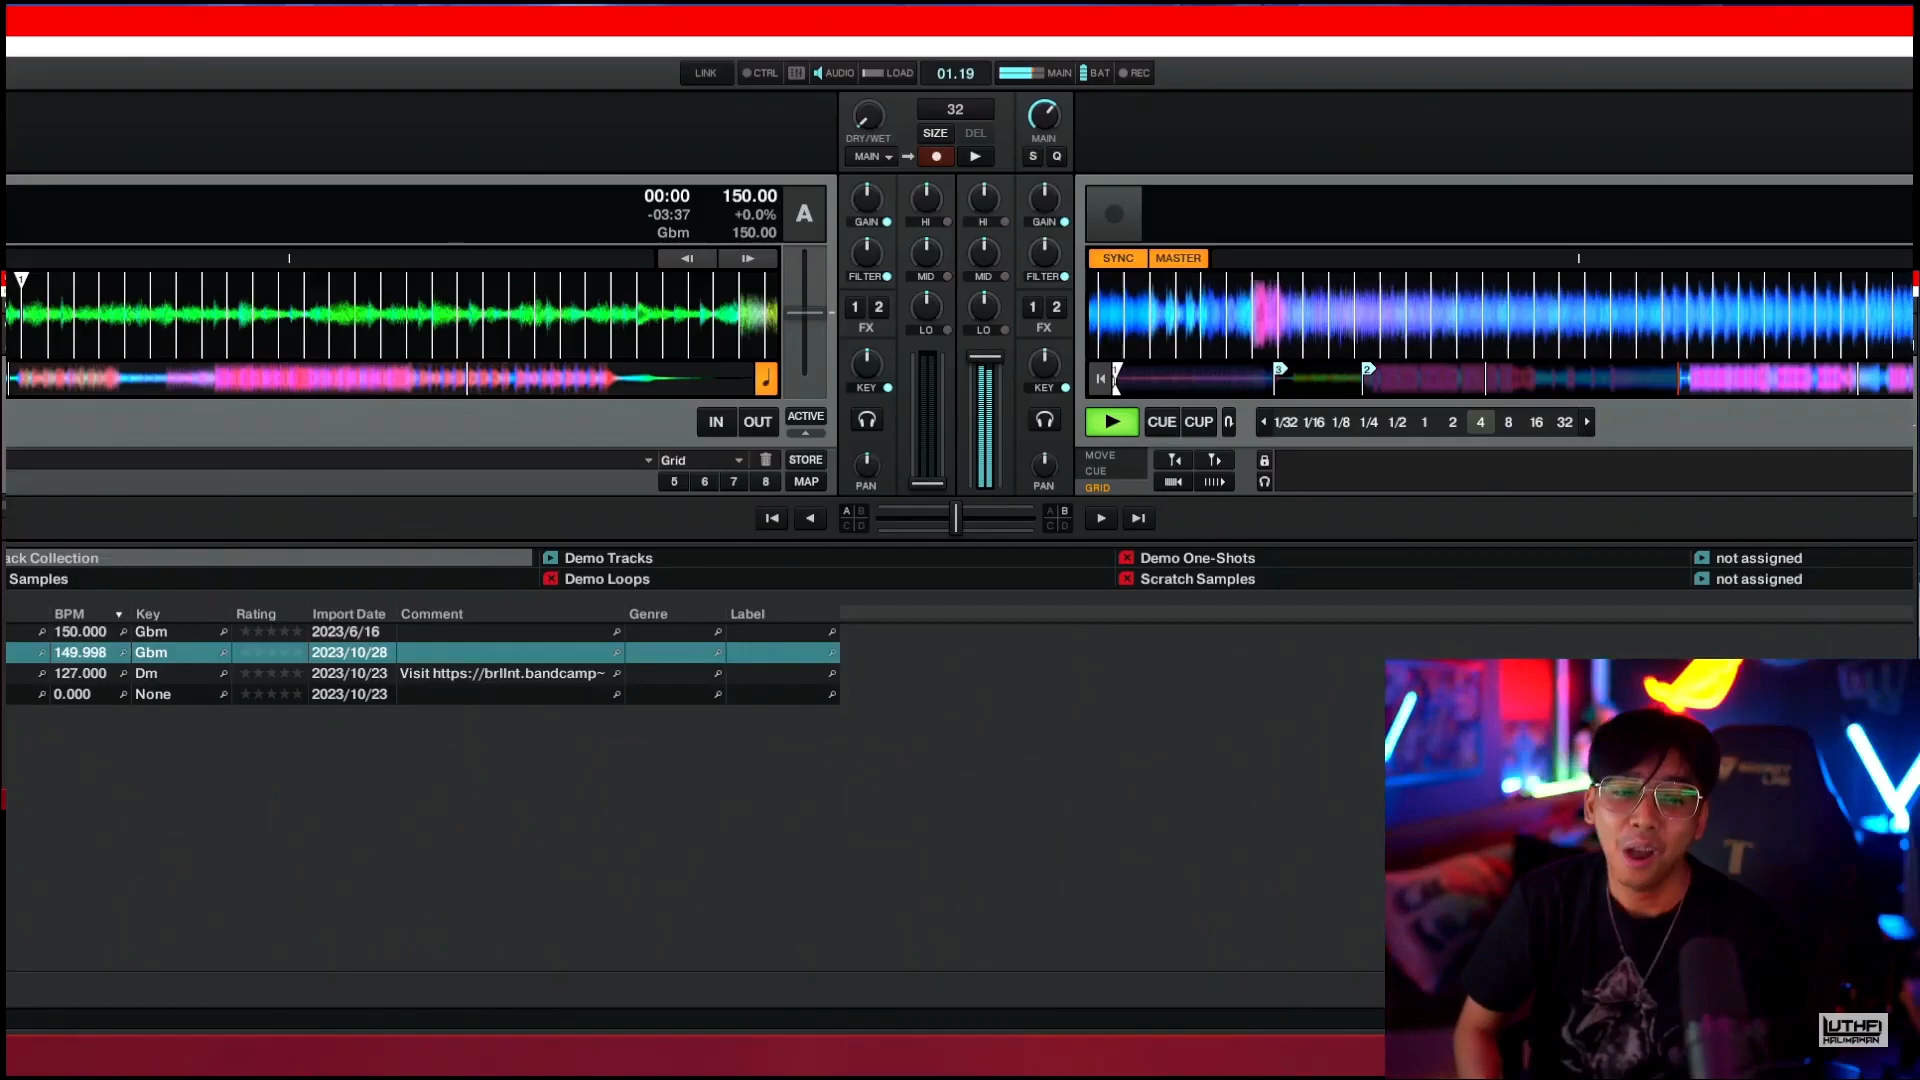 LINK CTRL AUDIO LOAD 01.19 MAIN BAT REC
32
DRY/WET SIZE DEL MAIN
MAIN S Q
00:00 150.00
-03:37 +0.0%
Gbm 150.00
A
GAIN HI HI GAIN
FILTER MID MID FILTER
1 2 FX LO LO 1 2 FX
KEY KEY
PAN PAN
1
IN OUT ACTIVE
Grid STORE
5 6 7 8 MAP
SYNC MASTER
1 3 2
CUE CUP 1/32 1/16 1/8 1/4 1/2 1 2 4 8 16 32
MOVE
CUE
GRID
A B C D A B C D
ack Collection Demo Tracks Demo One-Shots not assigned
Samples Demo Loops Scratch Samples not assigned
BPM Key Rating Import Date Comment Genre Label
150.000 Gbm 2023/6/16
149.998 Gbm 2023/10/28
127.000 Dm 2023/10/23 Visit https://brllnt.bandcamp~
0.000 None 2023/10/23
LUTHFI
HALIMAWAN